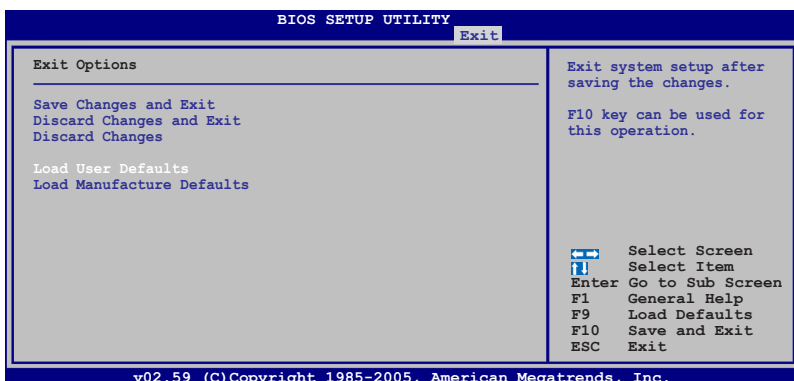 BIOS SETUP UTILITY
Exit
Exit Options
Save Changes and Exit
Discard Changes and Exit
Discard Changes
Load User Defaults
Load Manufacture Defaults
Exit system setup after
saving the changes.
F10 key can be used for
this operation.
Select Screen
Select Item
Enter Go to Sub Screen
F1 General Help
F9 Load Defaults
F10 Save and Exit
ESC Exit
v02.59 (C)Copyright 1985-2005, American Megatrends, Inc.